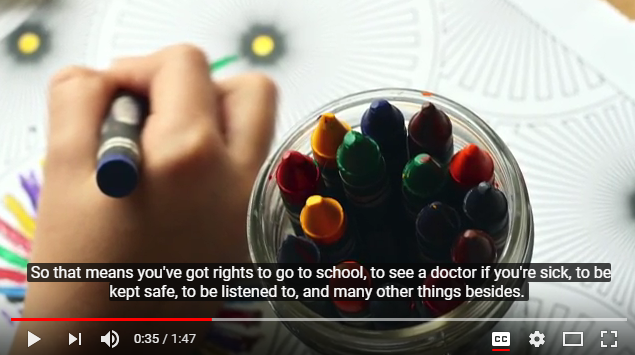 So that means you've got rights to go to school, to see a doctor if you're sick, to be
kept safe, to be listened to, and many other things besides.
0:35 / 1:47
CC